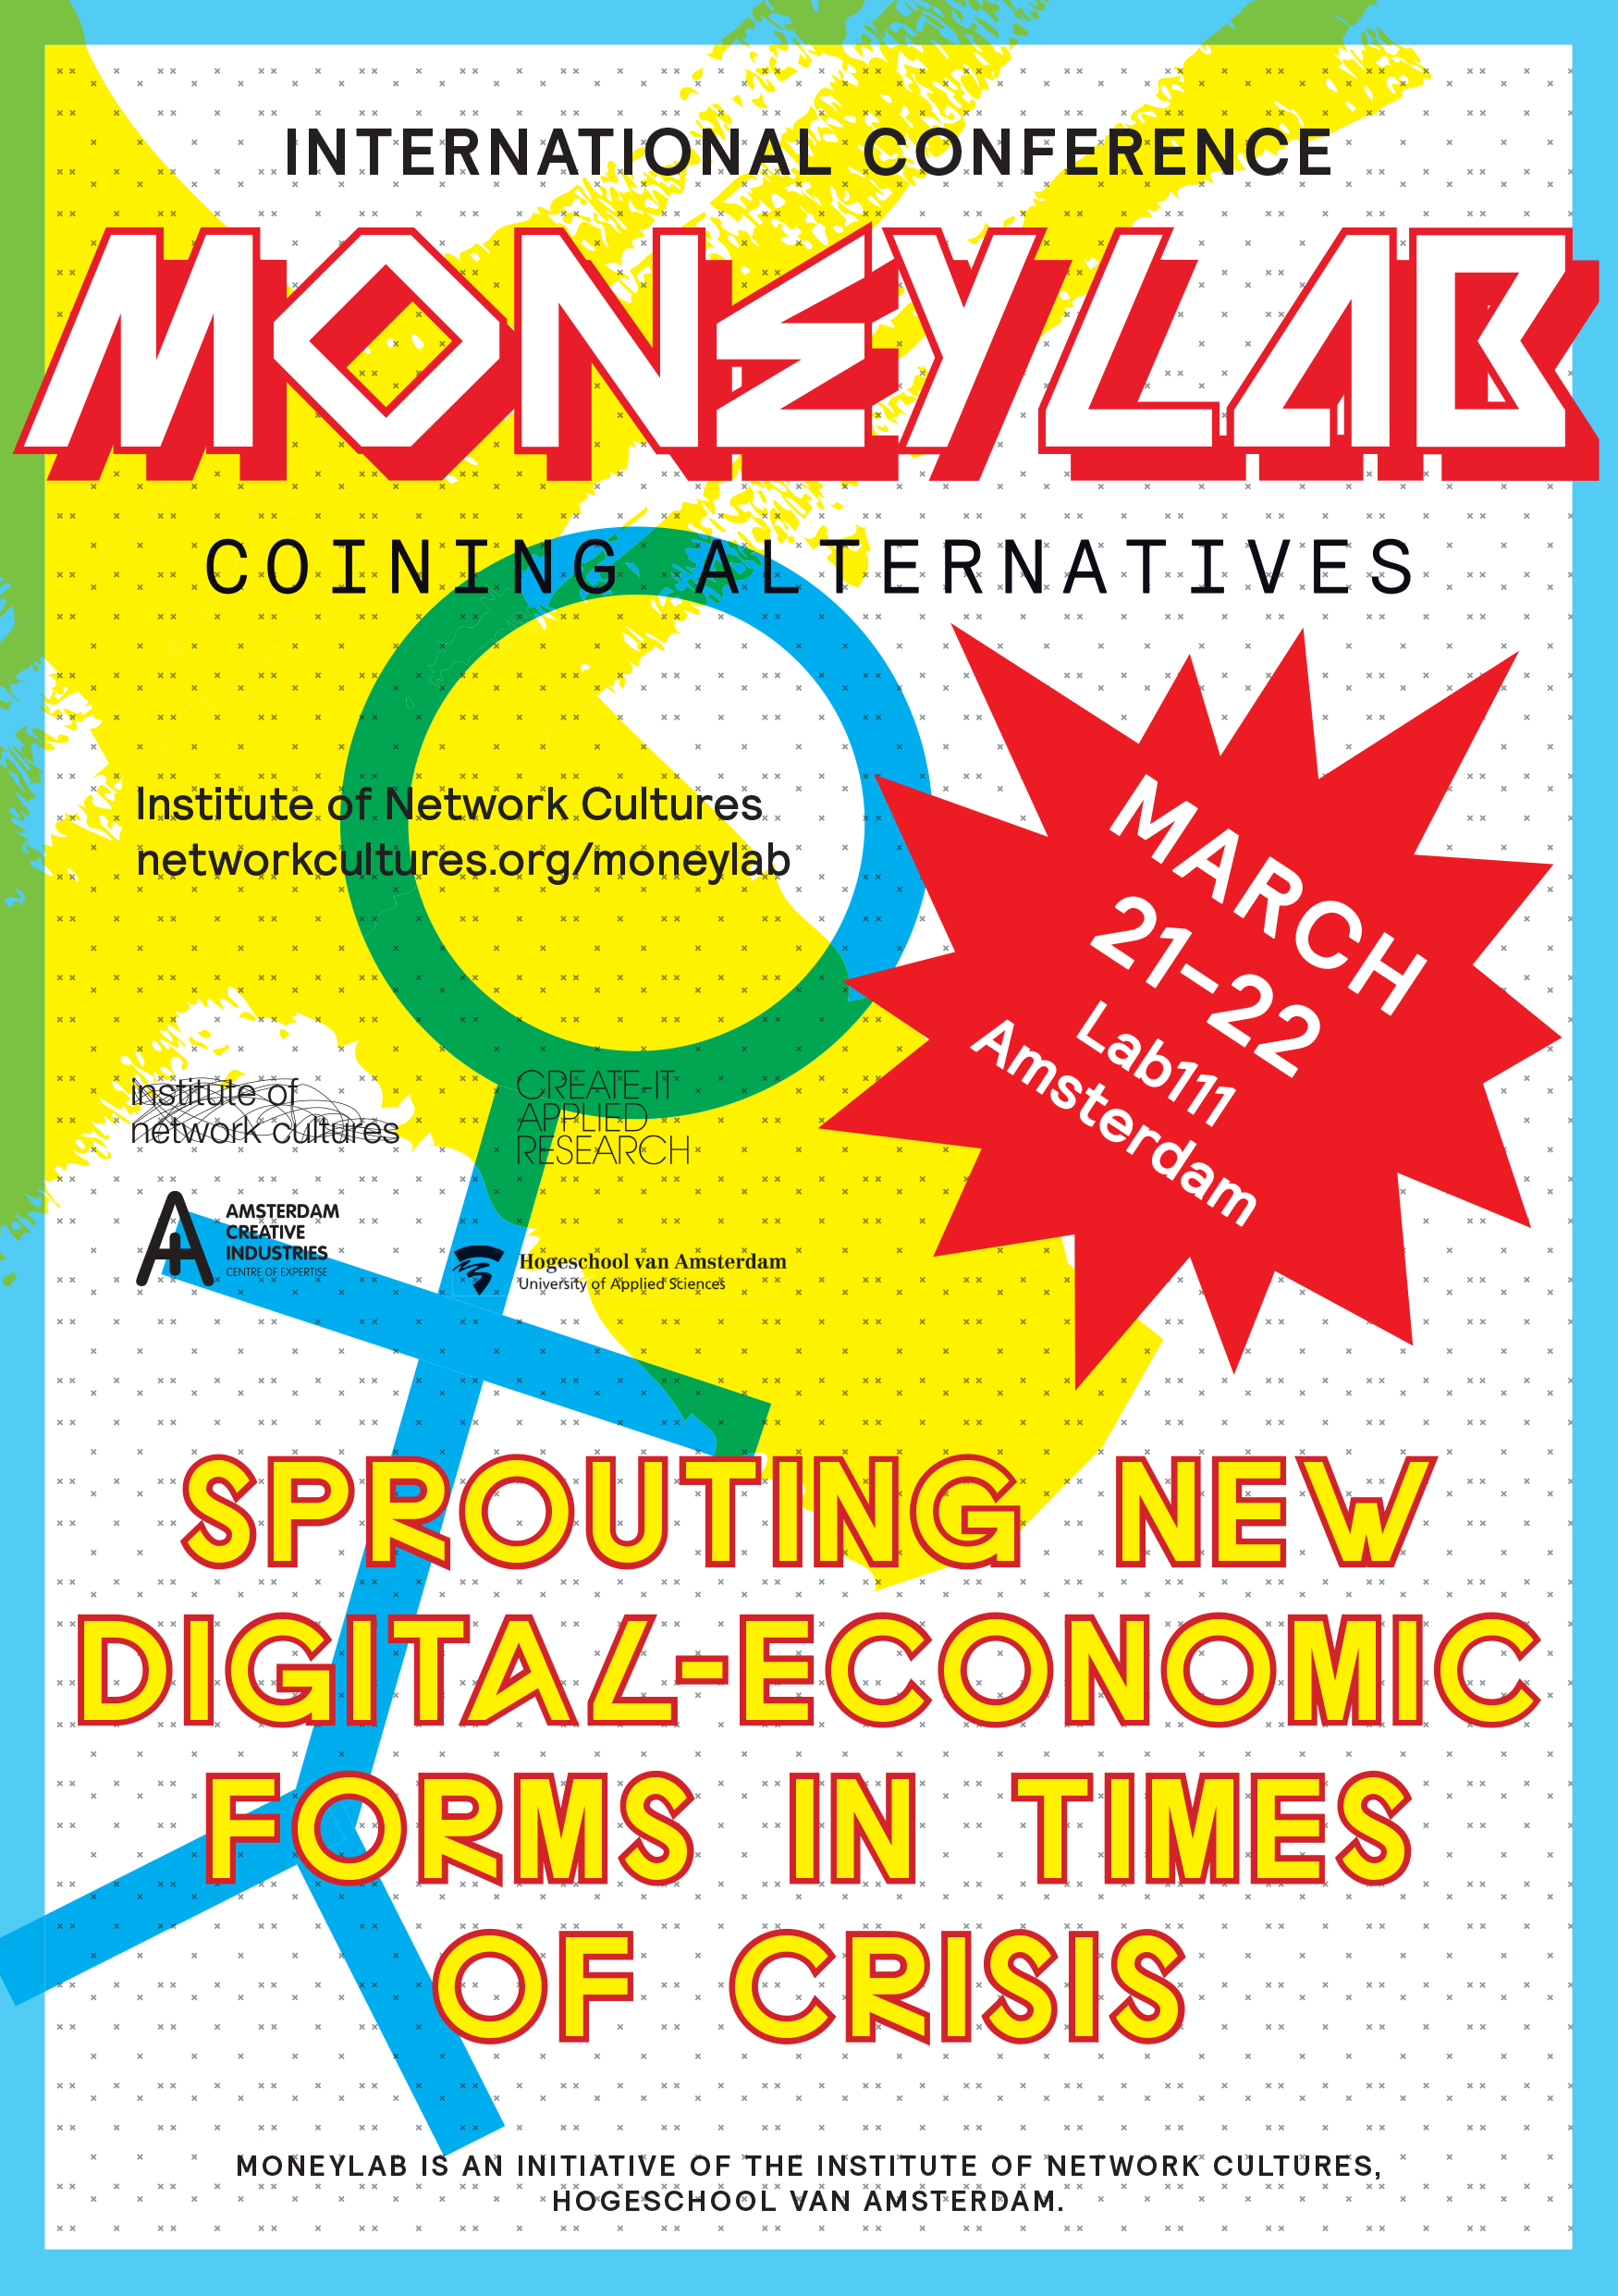 INTERNATIONAL CONFERENCE
MONEYLAB
COINING ALTERNATIVES
MARCH
21–22
Lab111
Amsterdam
Institute of Network Cultures
networkcultures.org/moneylab
institute of
network cultures
CREATE-IT
APPLIED
RESEARCH
AMSTERDAM
CREATIVE
INDUSTRIES
CENTRE OF EXPERTISE
Hogeschool van Amsterdam
University of Applied Sciences
SPROUTING NEW
DIGITAL-ECONOMIC
FORMS IN TIMES
OF CRISIS
MONEYLAB IS AN INITIATIVE OF THE INSTITUTE OF NETWORK CULTURES,
HOGESCHOOL VAN AMSTERDAM.